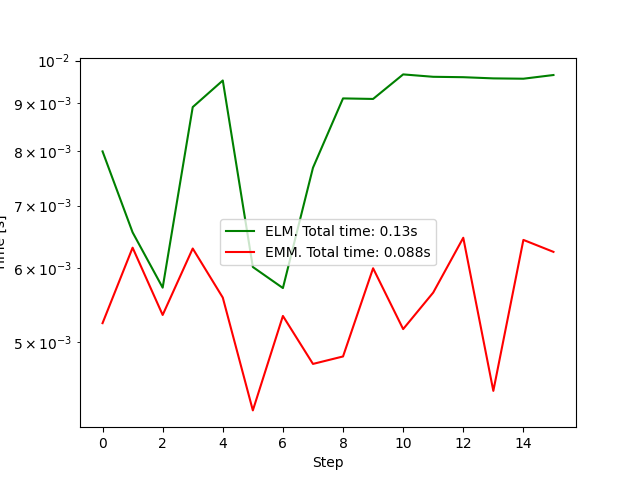 10^-2
9 × 10^-3
8 × 10^-3
7 × 10^-3
6 × 10^-3
5 × 10^-3
Time [s]
ELM. Total time: 0.13s
EMM. Total time: 0.088s
0 2 4 6 8 10 12 14
Step